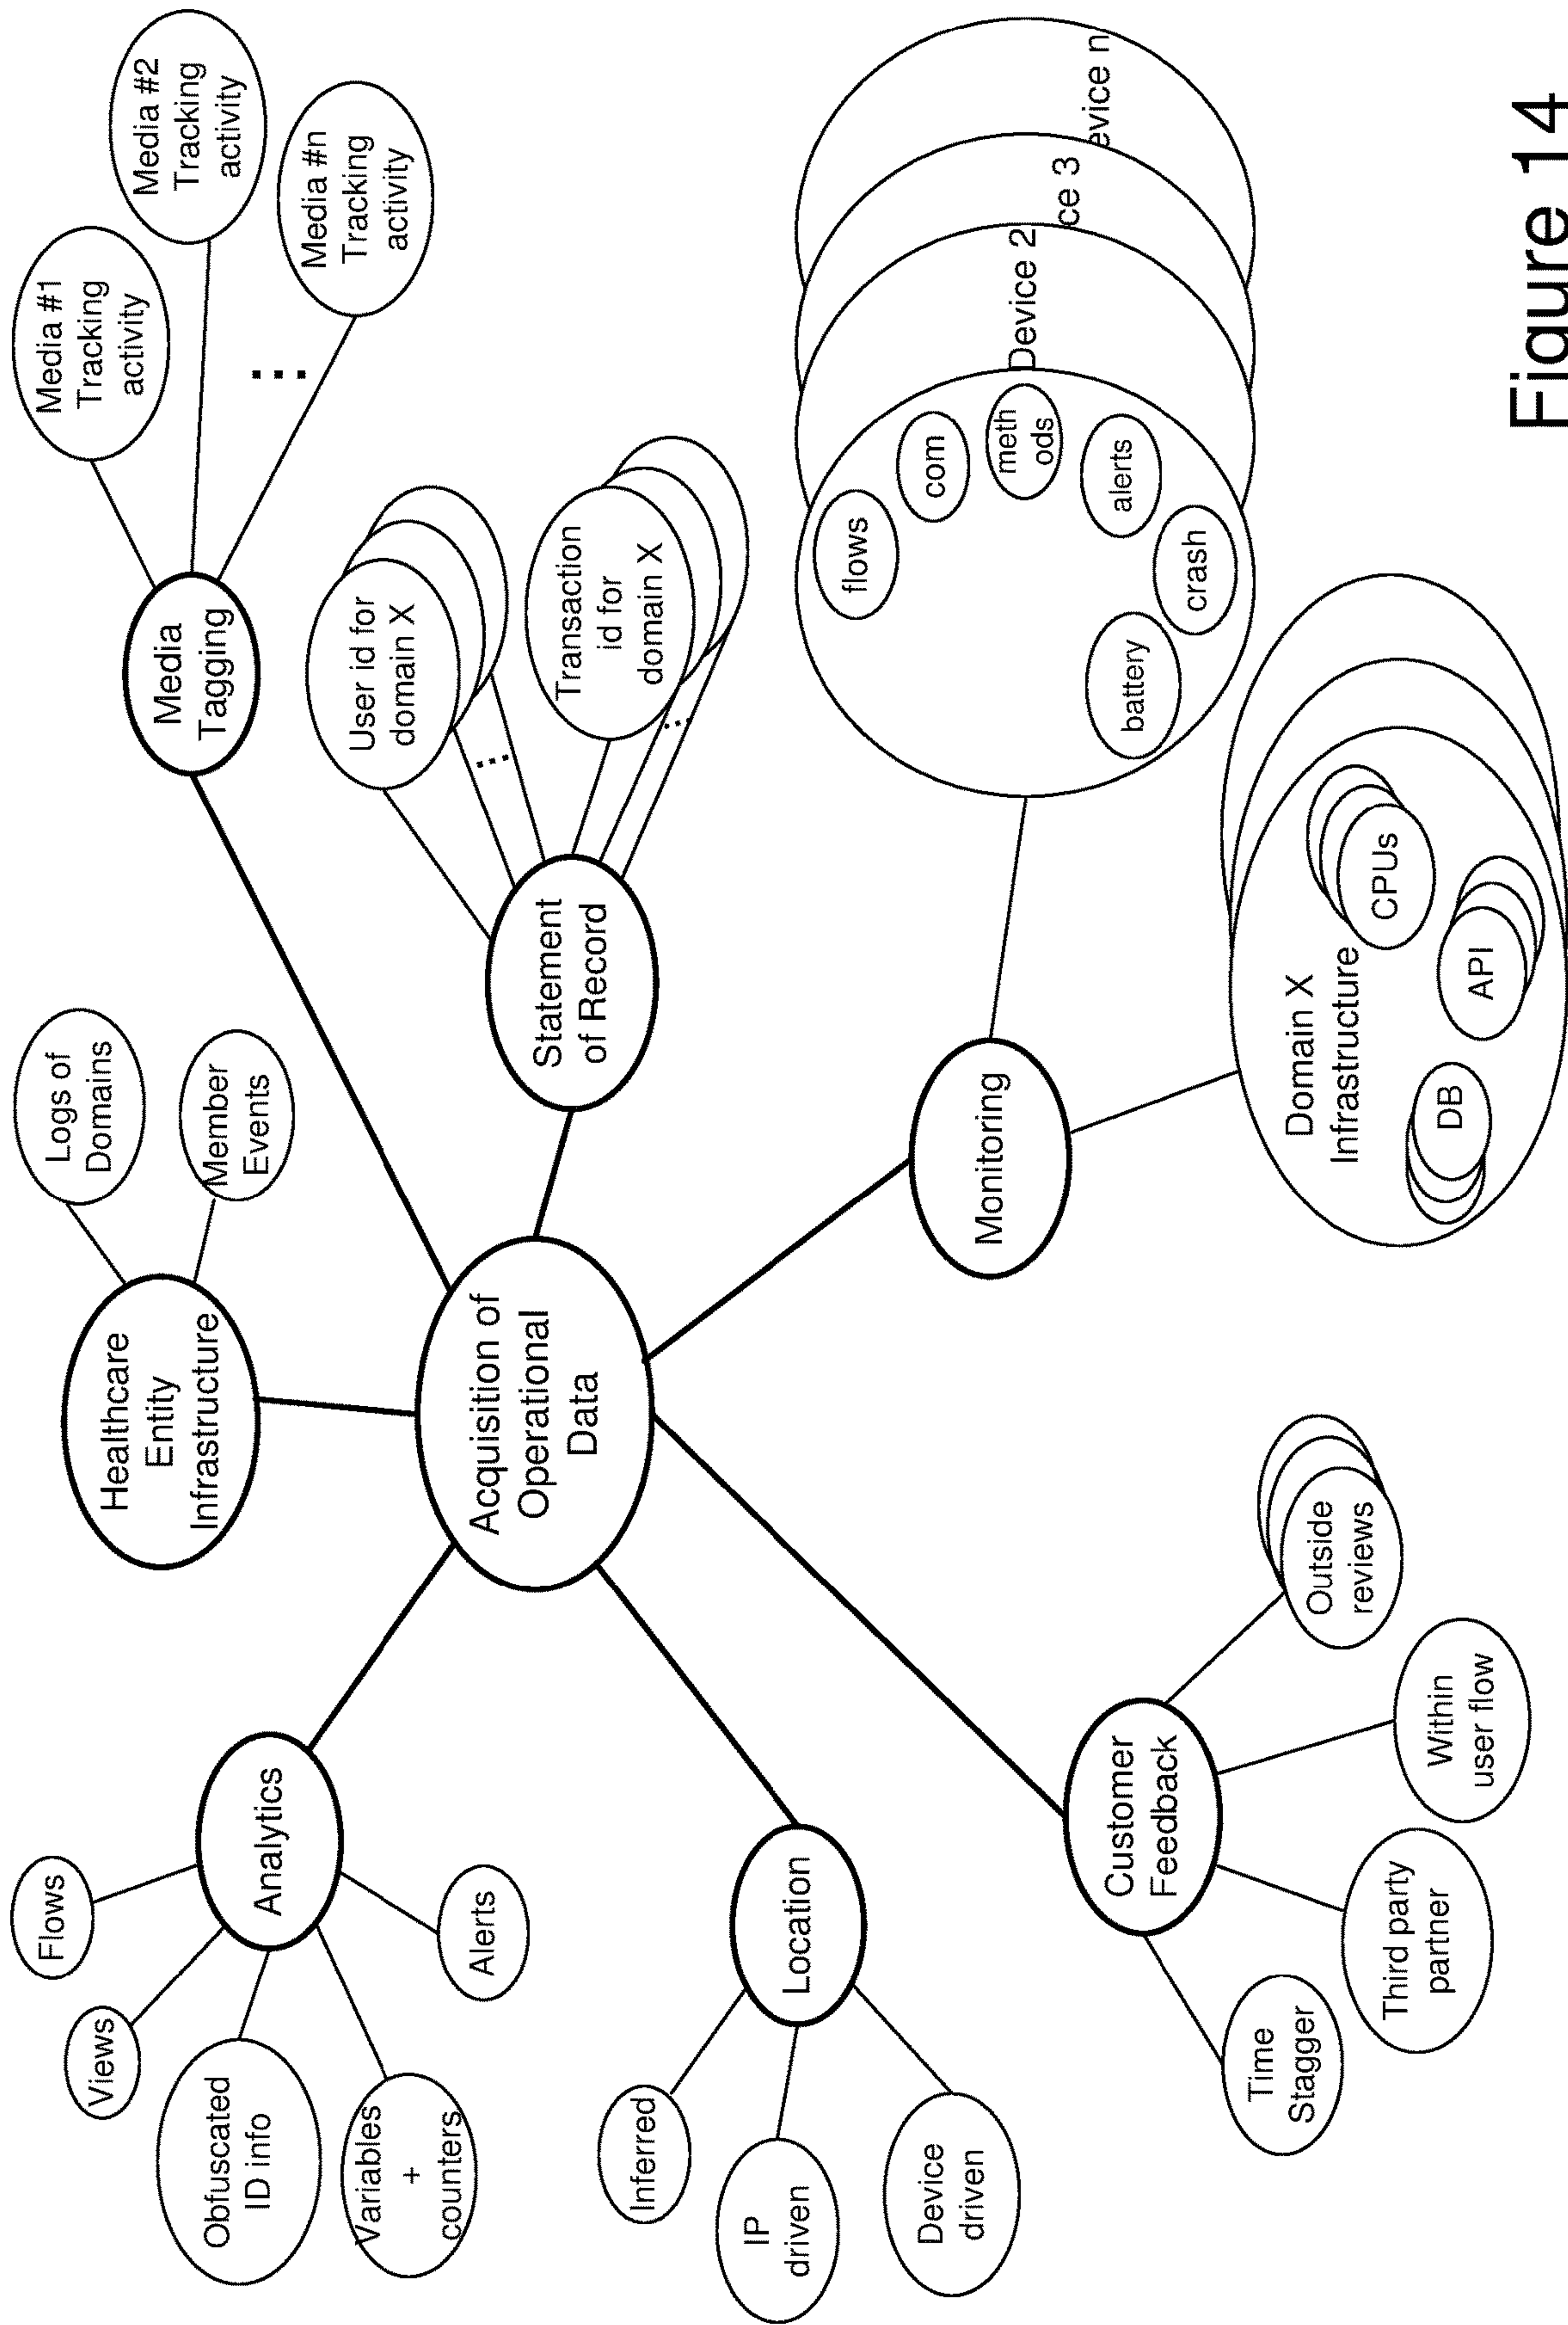 Flows
Views
Obfuscated
ID info
Variables
+
counters
Analytics
Alerts
Healthcare
Entity
Infrastructure
Logs of
Domains
Member
Events
Media
Tagging
Media #1
Tracking
activity
Media #2
Tracking
activity
Media #n
Tracking
activity
...
User id for
domain X
...
Transaction
id for
domain X
...
Statement
of Record
Acquisition of
Operational
Data
Inferred
IP
driven
Device
driven
Location
Monitoring
flows
com
meth
ods
alerts
crash
battery
Device 2
ce 3
evice n
Domain X
Infrastructure
CPUs
API
DB
Customer
Feedback
Time
Stagger
Third party
partner
Within
user flow
Outside
reviews
Figure 14